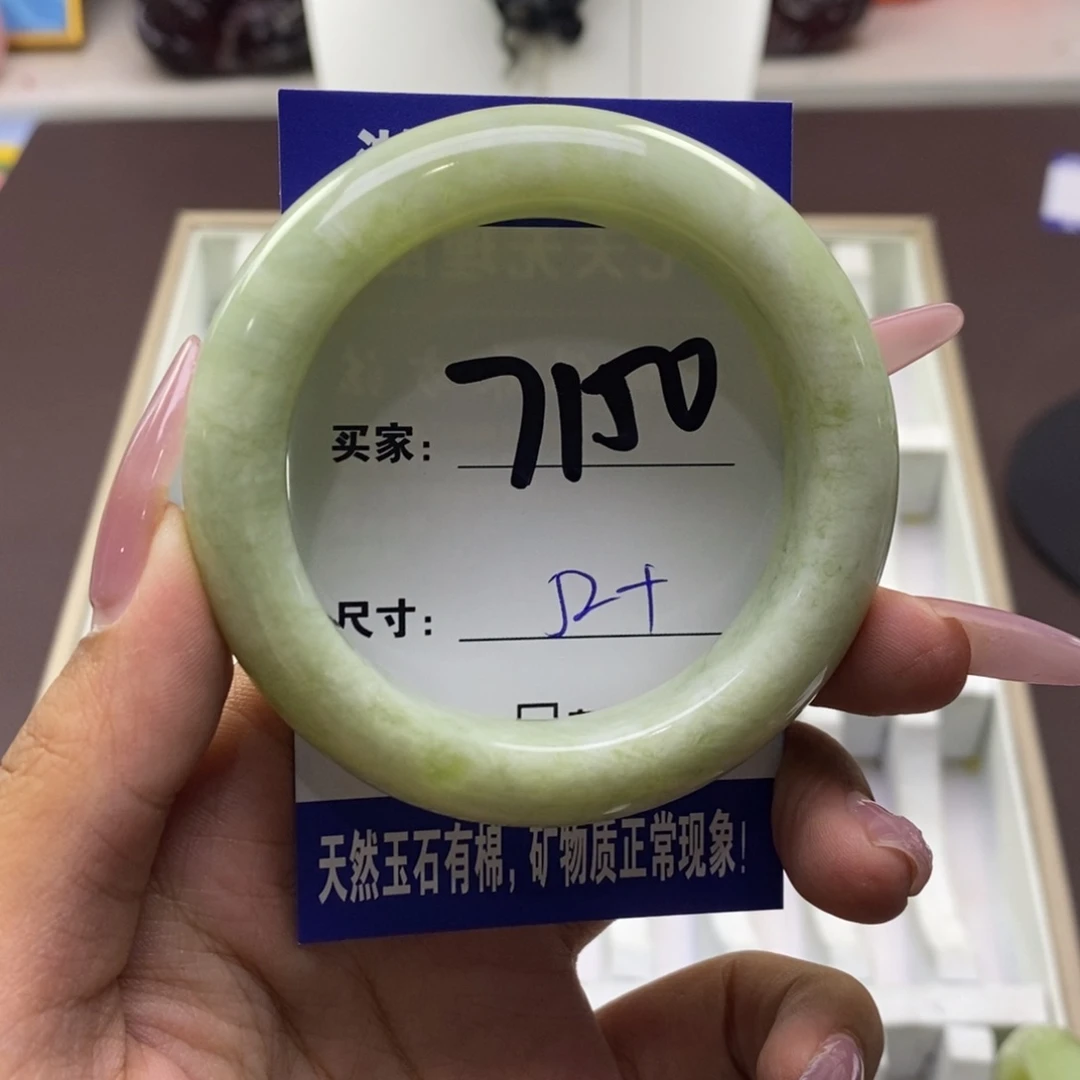 买家: 7150
尺寸: 52+
天然玉石有棉, 矿物质正常现象!